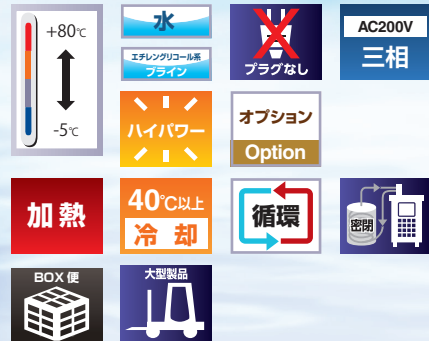 +80℃
-5℃
水
エチレングリコール系
ブライン
プラグなし
AC200V
三相
ハイパワー
オプション
Option
加熱
40℃以上
冷却
循環
密閉
BOX便
大型製品